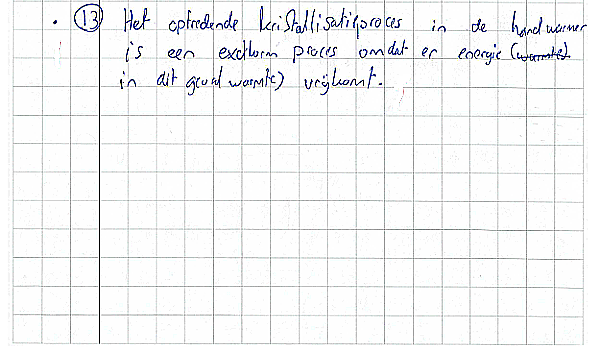 13 Het optredende kristallisatieproces in de handwarmer
is een exotherm proces omdat er energie (warmte)
in dit geval warmte) vrijkomt.